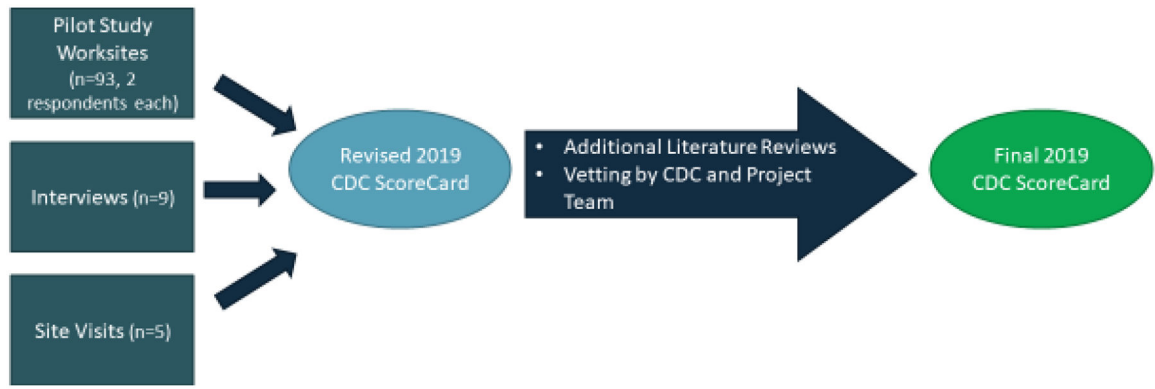 Pilot Study
Worksites
(n=93, 2
respondents each)
Interviews (n=9)
Site Visits (n=5)
Revised 2019
CDC ScoreCard
• Additional Literature Reviews
• Vetting by CDC and Project
Team
Final 2019
CDC ScoreCard